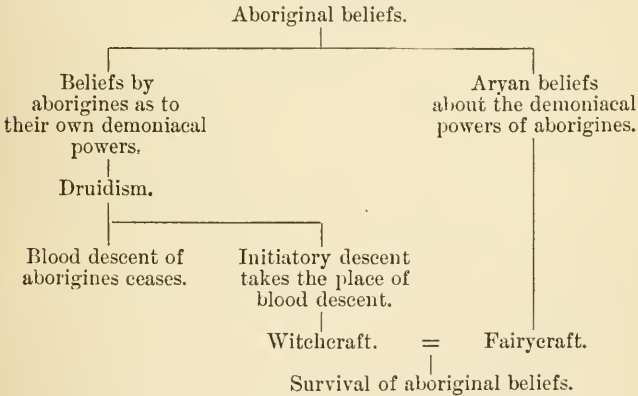 Aboriginal beliefs.
Beliefs by
aborigines as to
their own demoniacal
powers.
Aryan beliefs
about the demoniacal
powers of aborigines.
Druidism.
Blood descent of
aborigines ceases.
Initiatory descent
takes the place of
blood descent.
Witchcraft. = Fairycraft.
Survival of aboriginal beliefs.